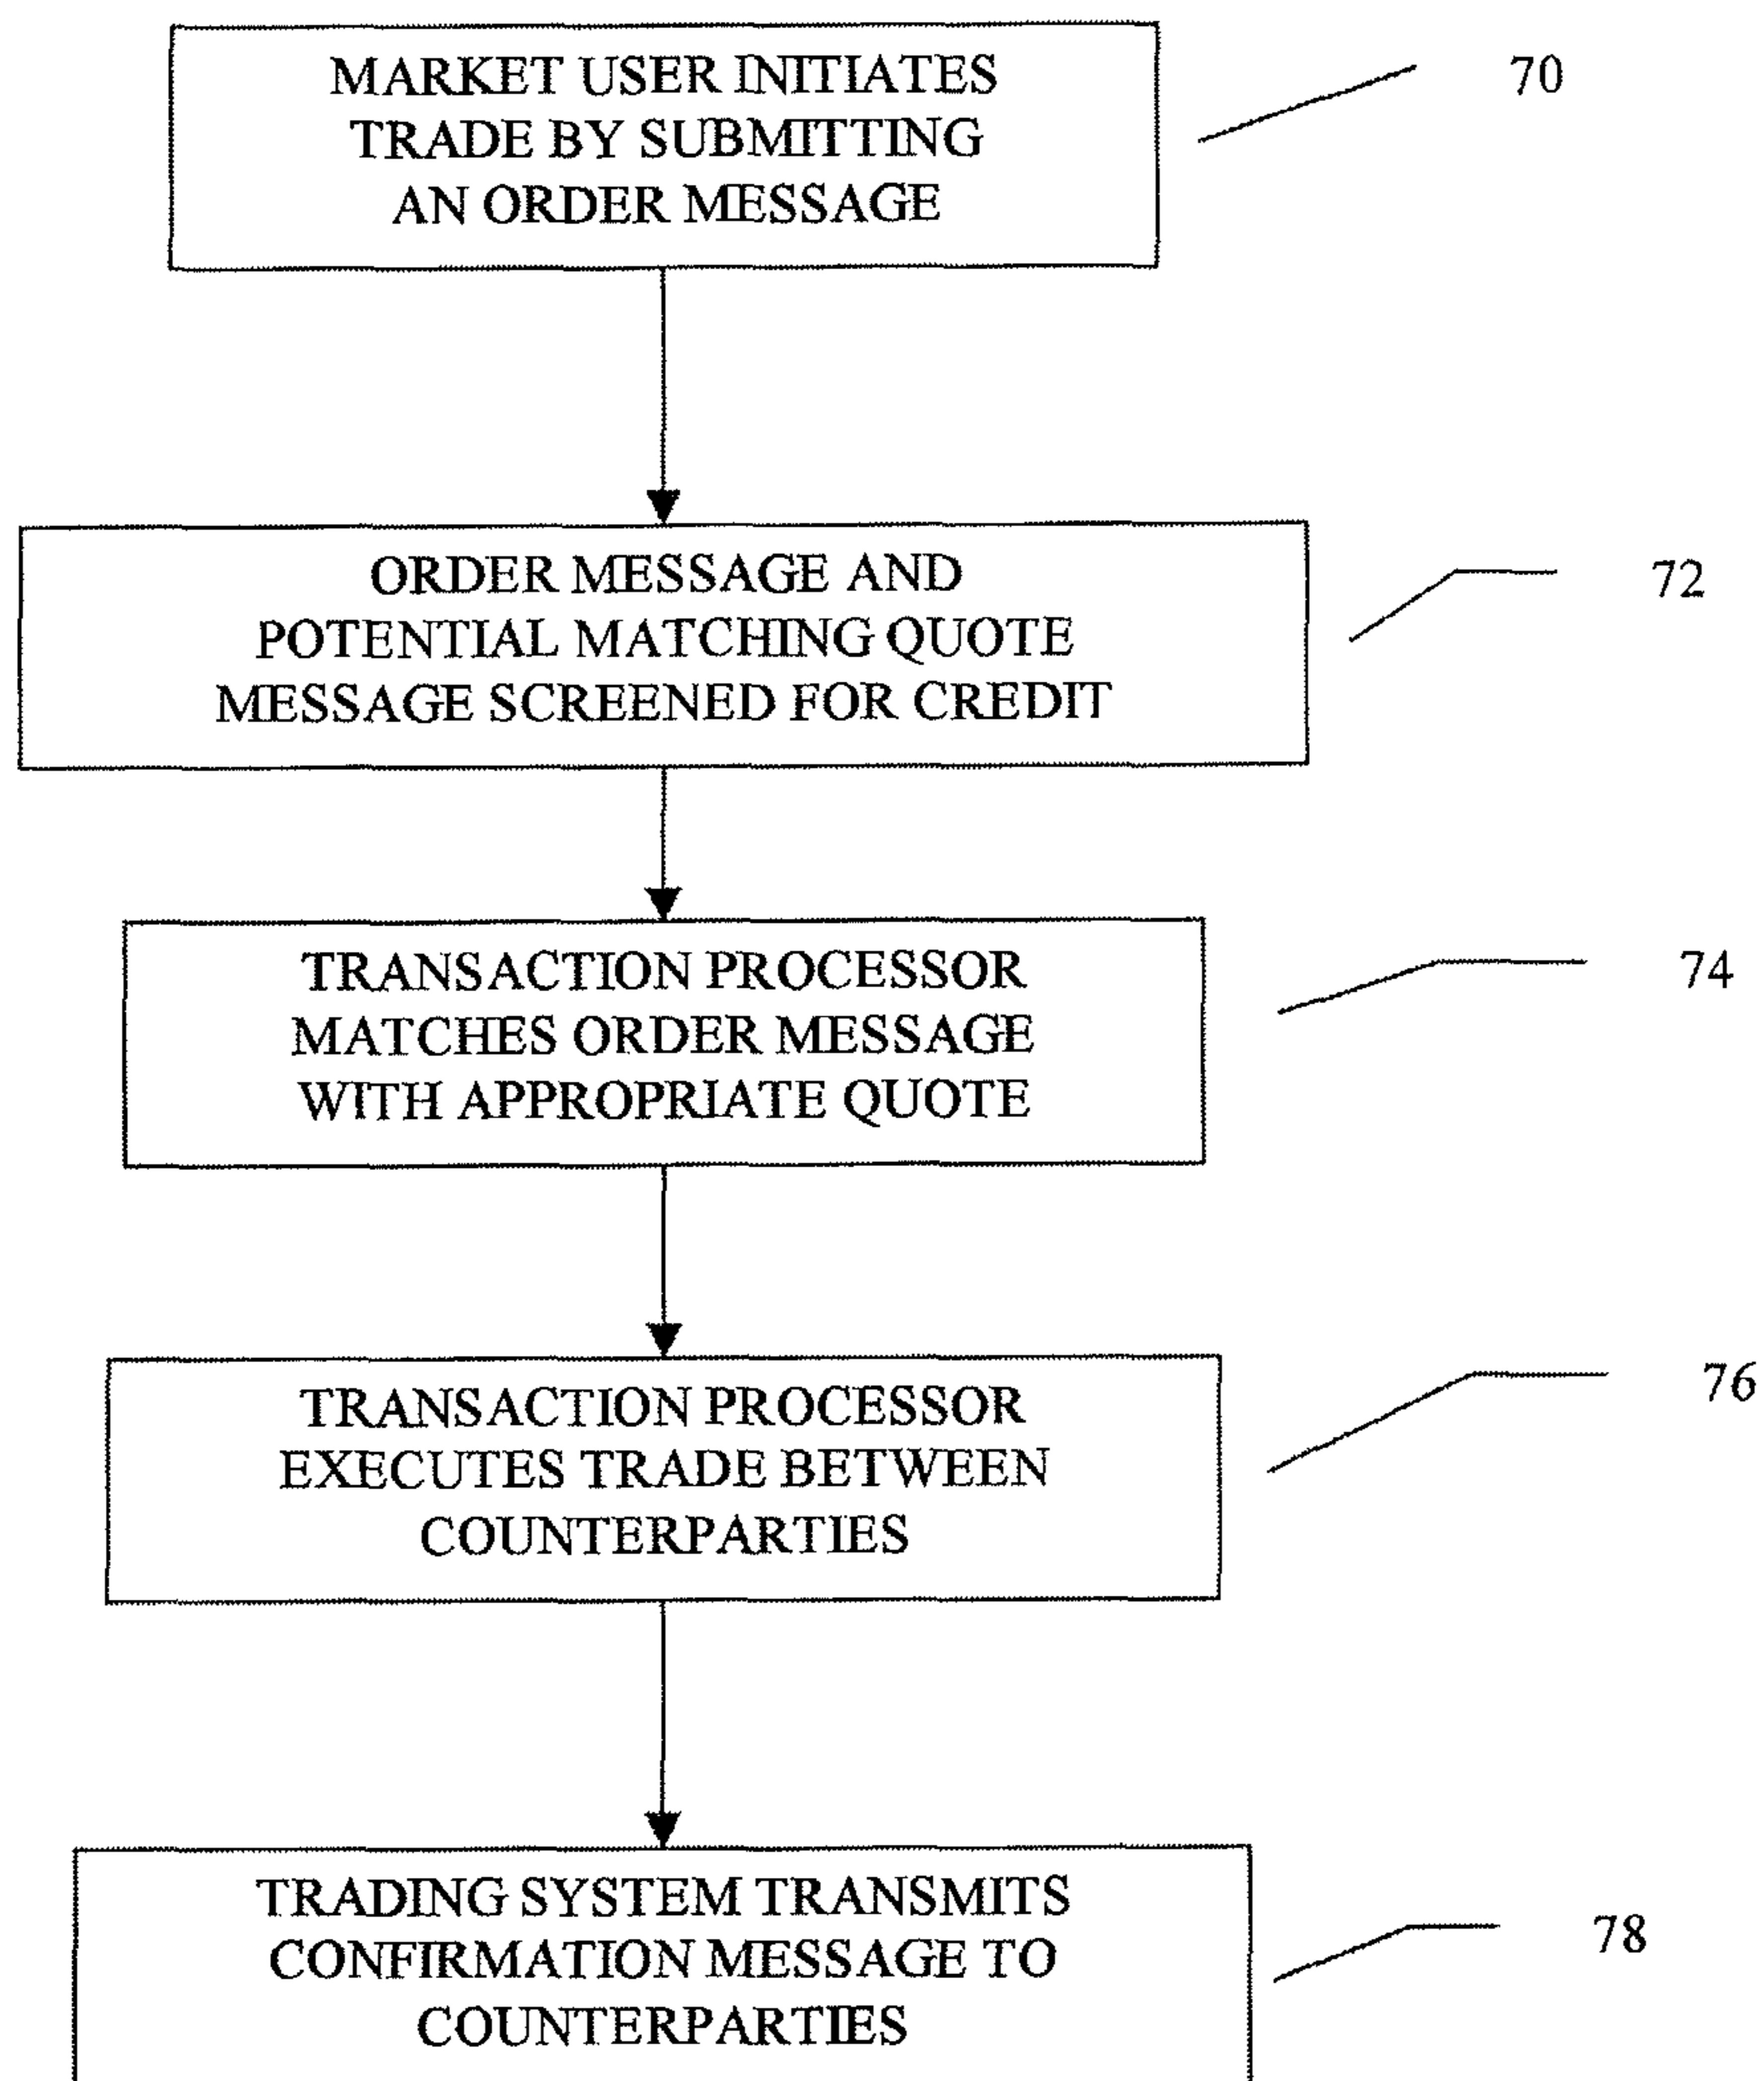 MARKET USER INITIATES
TRADE BY SUBMITTING
AN ORDER MESSAGE
70
ORDER MESSAGE AND
POTENTIAL MATCHING QUOTE
MESSAGE SCREENED FOR CREDIT
72
TRANSACTION PROCESSOR
MATCHES ORDER MESSAGE
WITH APPROPRIATE QUOTE
74
TRANSACTION PROCESSOR
EXECUTES TRADE BETWEEN
COUNTERPARTIES
76
TRADING SYSTEM TRANSMITS
CONFIRMATION MESSAGE TO
COUNTERPARTIES
78